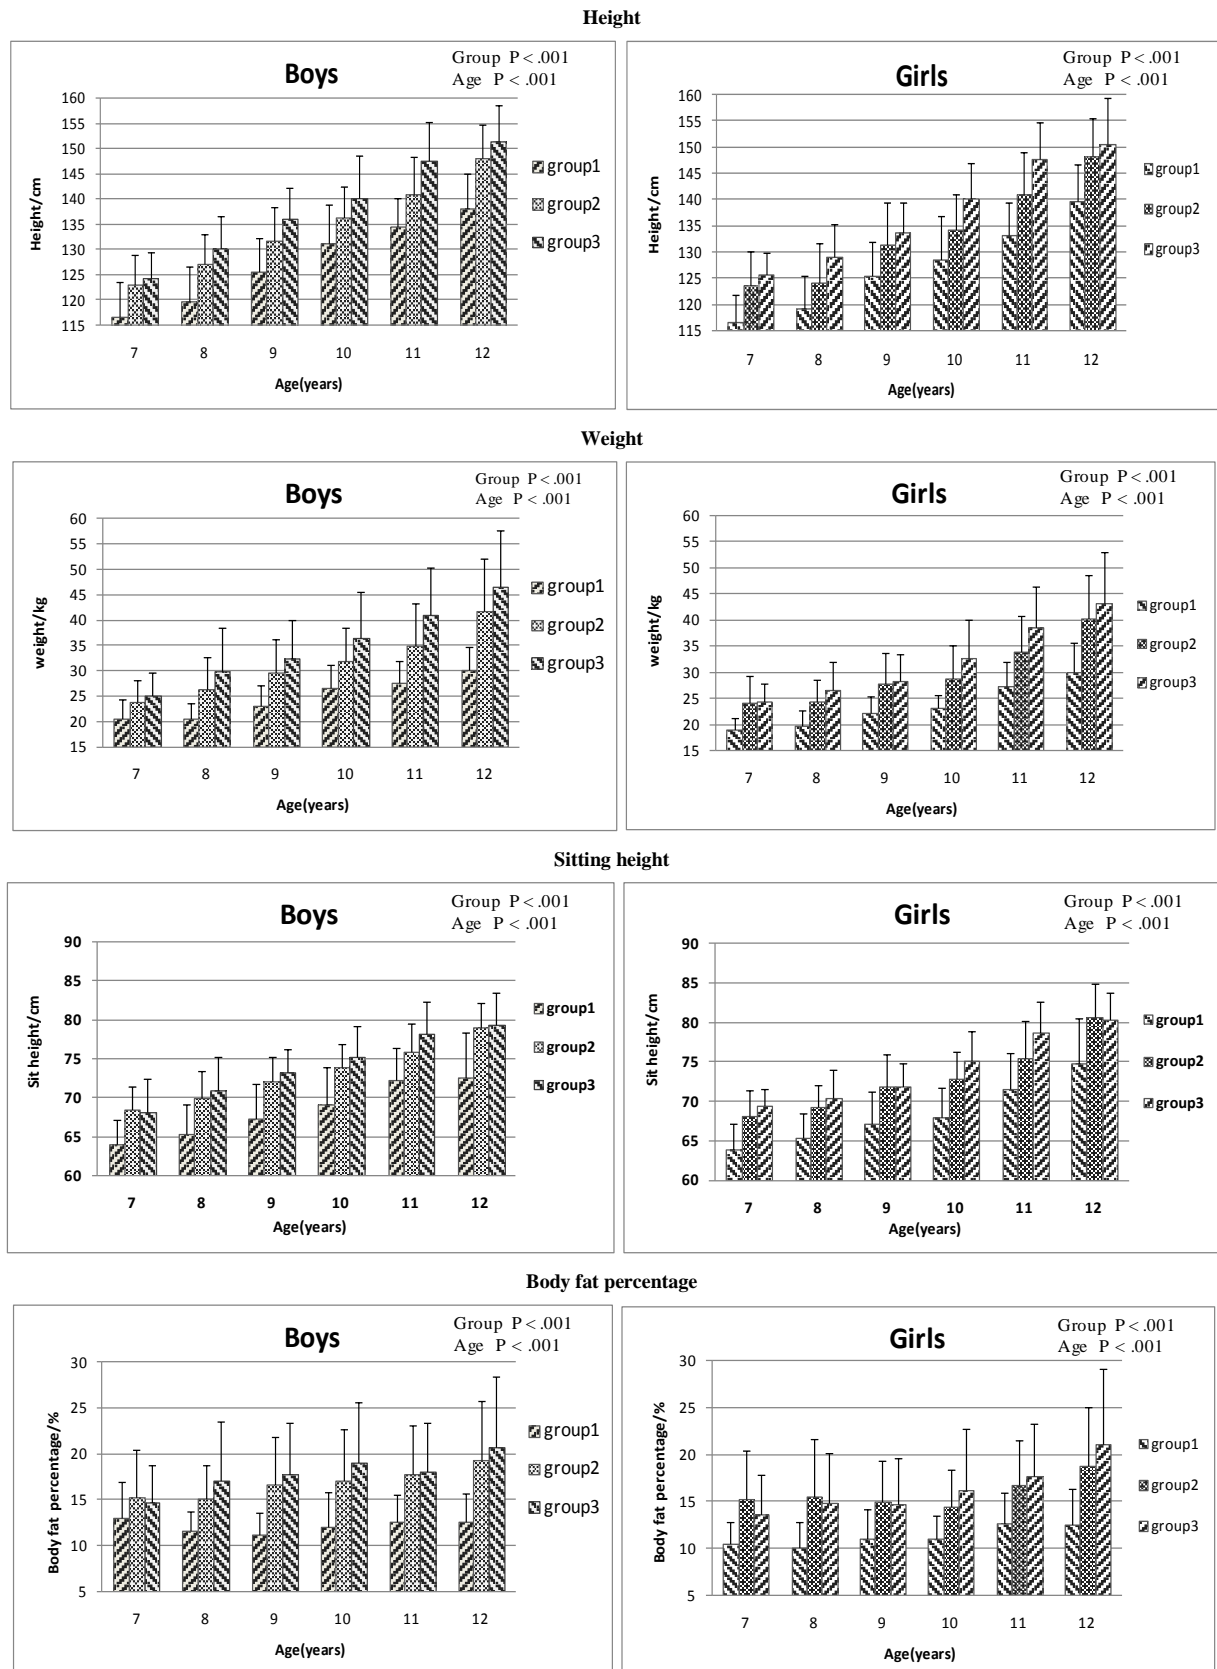 Height
Boys
Group P < .001
Age P < .001
160
155
150
145
140
135
130
125
120
115
Height/cm
7 8 9 10 11 12
Age(years)
group1
group2
group3
Girls
Group P < .001
Age P < .001
160
155
150
145
140
135
130
125
120
115
Height/cm
7 8 9 10 11 12
Age(years)
group1
group2
group3
Weight
Boys
Group P < .001
Age P < .001
60
55
50
45
40
35
30
25
20
15
weight/kg
7 8 9 10 11 12
Age(years)
group1
group2
group3
Girls
Group P < .001
Age P < .001
60
55
50
45
40
35
30
25
20
15
weight/kg
7 8 9 10 11 12
Age(years)
group1
group2
group3
Sitting height
Boys
Group P < .001
Age P < .001
90
85
80
75
70
65
60
Sit height/cm
7 8 9 10 11 12
Age(years)
group1
group2
group3
Girls
Group P < .001
Age P < .001
90
85
80
75
70
65
60
Sit height/cm
7 8 9 10 11 12
Age(years)
group1
group2
group3
Body fat percentage
Boys
Group P < .001
Age P < .001
30
25
20
15
10
5
Body fat percentage/%
7 8 9 10 11 12
Age(years)
group1
group2
group3
Girls
Group P < .001
Age P < .001
30
25
20
15
10
5
Body fat percentage/%
7 8 9 10 11 12
Age(years)
group1
group2
group3